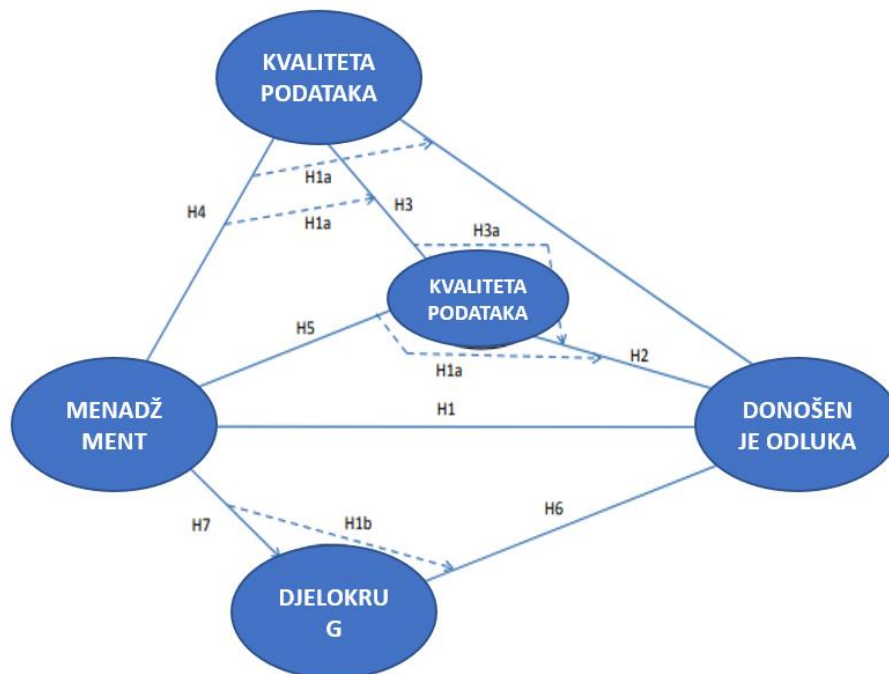 KVALITETA
PODATAKA
H1a
H4
H3
H1a
H3a
KVALITETA
PODATAKA
H5
H2
H1a
MENADŽ
MENT
H1
DONOŠEN
JE ODLUKA
H6
H7
H1b
DJELOKRU
G